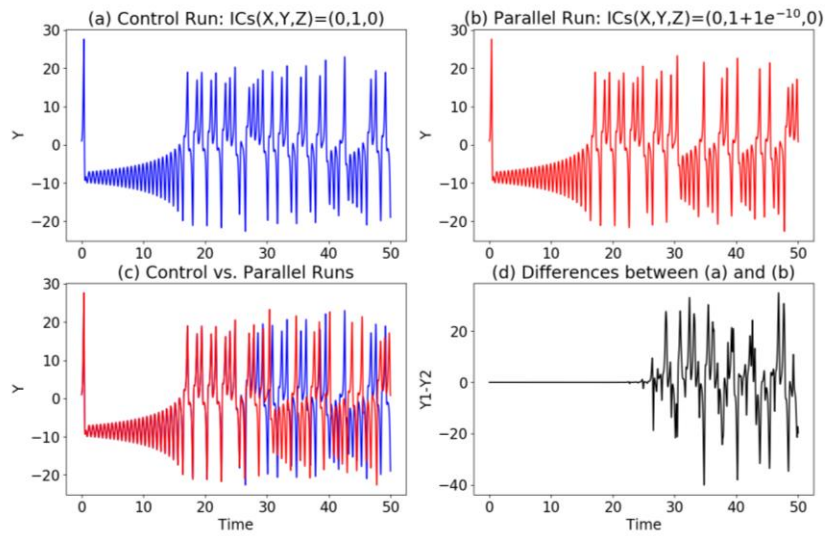 (a) Control Run: ICs(X,Y,Z)=(0,1,0)
30
20
10
0
−10
−20
Y
0 10 20 30 40 50
(b) Parallel Run: ICs(X,Y,Z)=(0,1+1e⁻¹⁰,0)
30
20
10
0
−10
−20
Y
0 10 20 30 40 50
(c) Control vs. Parallel Runs
30
20
10
0
−10
−20
Y
0 10 20 30 40 50
Time
(d) Differences between (a) and (b)
20
0
−20
−40
Y1-Y2
0 10 20 30 40 50
Time